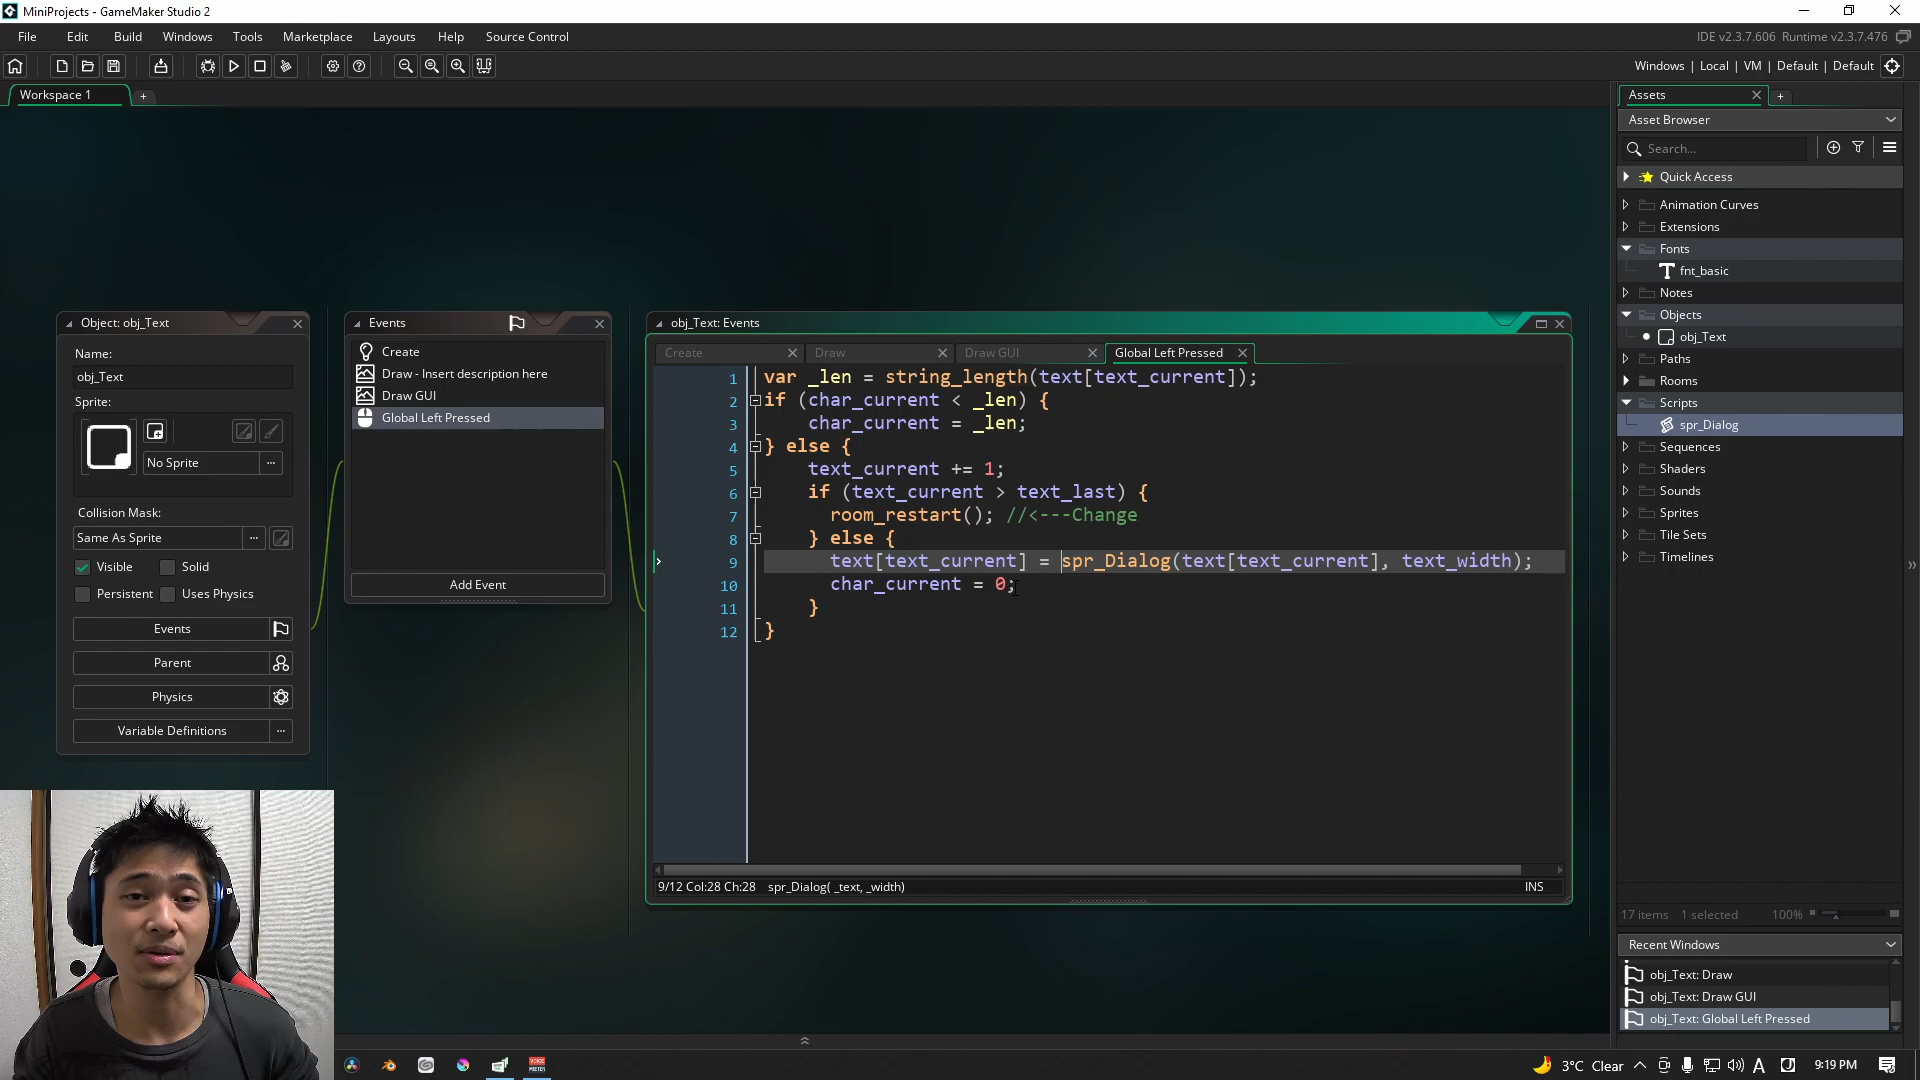 MiniProjects - GameMaker Studio 2
File Edit Build Windows Tools Marketplace Layouts Help Source Control
IDE v2.3.7.606 Runtime v2.3.7.476
Windows | Local | VM | Default | Default
Workspace 1
Object: obj_Text
Name:
obj_Text
Sprite:
No Sprite
Collision Mask:
Same As Sprite
Visible Solid
Persistent Uses Physics
Events
Parent
Physics
Variable Definitions
Events
Create
Draw - Insert description here
Draw GUI
Global Left Pressed
Add Event
obj_Text: Events
Create Draw Draw GUI Global Left Pressed
1 var _len = string_length(text[text_current]);
2 if (char_current < _len) {
3 char_current = _len;
4 } else {
5 text_current += 1;
6 if (text_current > text_last) {
7 room_restart(); //<---Change
8 } else {
9 text[text_current] = spr_Dialog(text[text_current], text_width);
10 char_current = 0;
11 }
12 }
9/12 Col:28 Ch:28 spr_Dialog( _text, _width)
INS
Assets
Asset Browser
Search...
Quick Access
Animation Curves
Extensions
Fonts
fnt_basic
Notes
Objects
obj_Text
Paths
Rooms
Scripts
spr_Dialog
Sequences
Shaders
Sounds
Sprites
Tile Sets
Timelines
17 items 1 selected 100%
Recent Windows
obj_Text: Draw
obj_Text: Draw GUI
obj_Text: Global Left Pressed
3°C Clear
A
9:19 PM